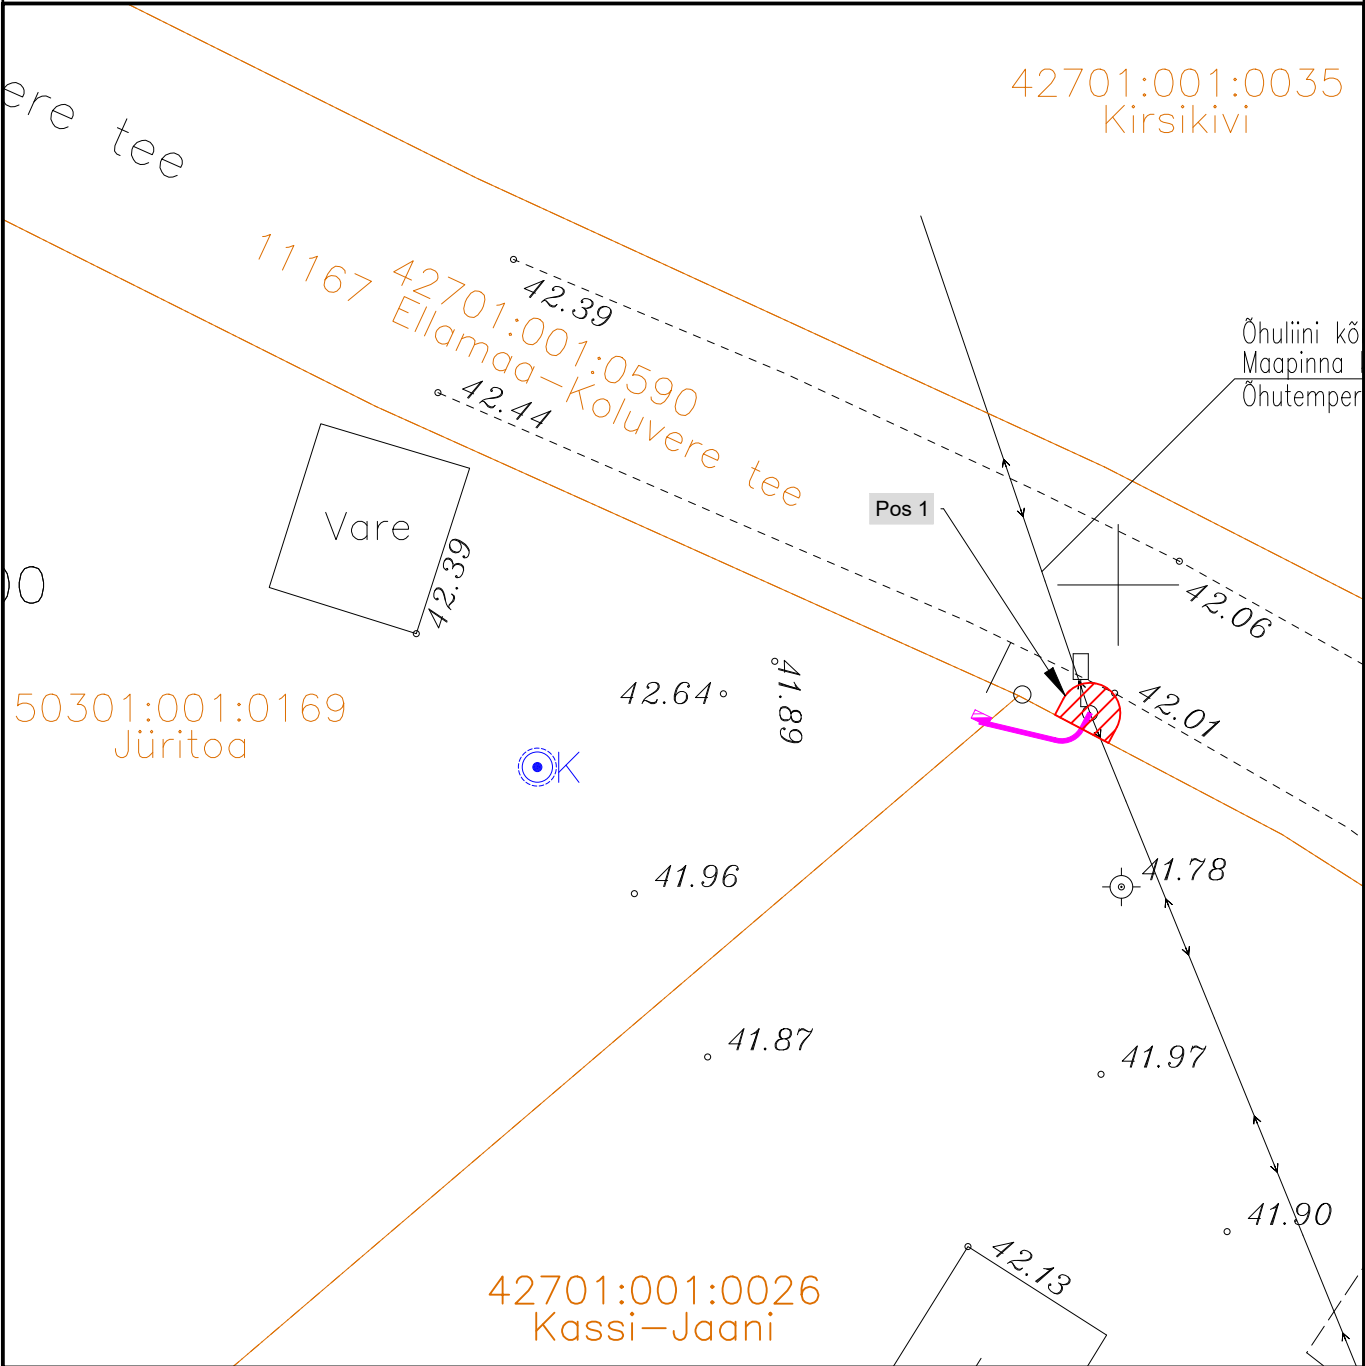 42701:001:0035
Kirsikivi
ere tee
42701:001:0590
11167 Ellamaa-Koluvere tee
42.39
42.44
Õhuliini kõ
Maapinna
Õhutemper
Pos 1
Vare
42.39
42.06
00
42.64
41.89
42.01
50301:001:0169
Jüritoa
K
41.96
41.78
41.87
41.97
41.90
42.13
42701:001:0026
Kassi-Jaani